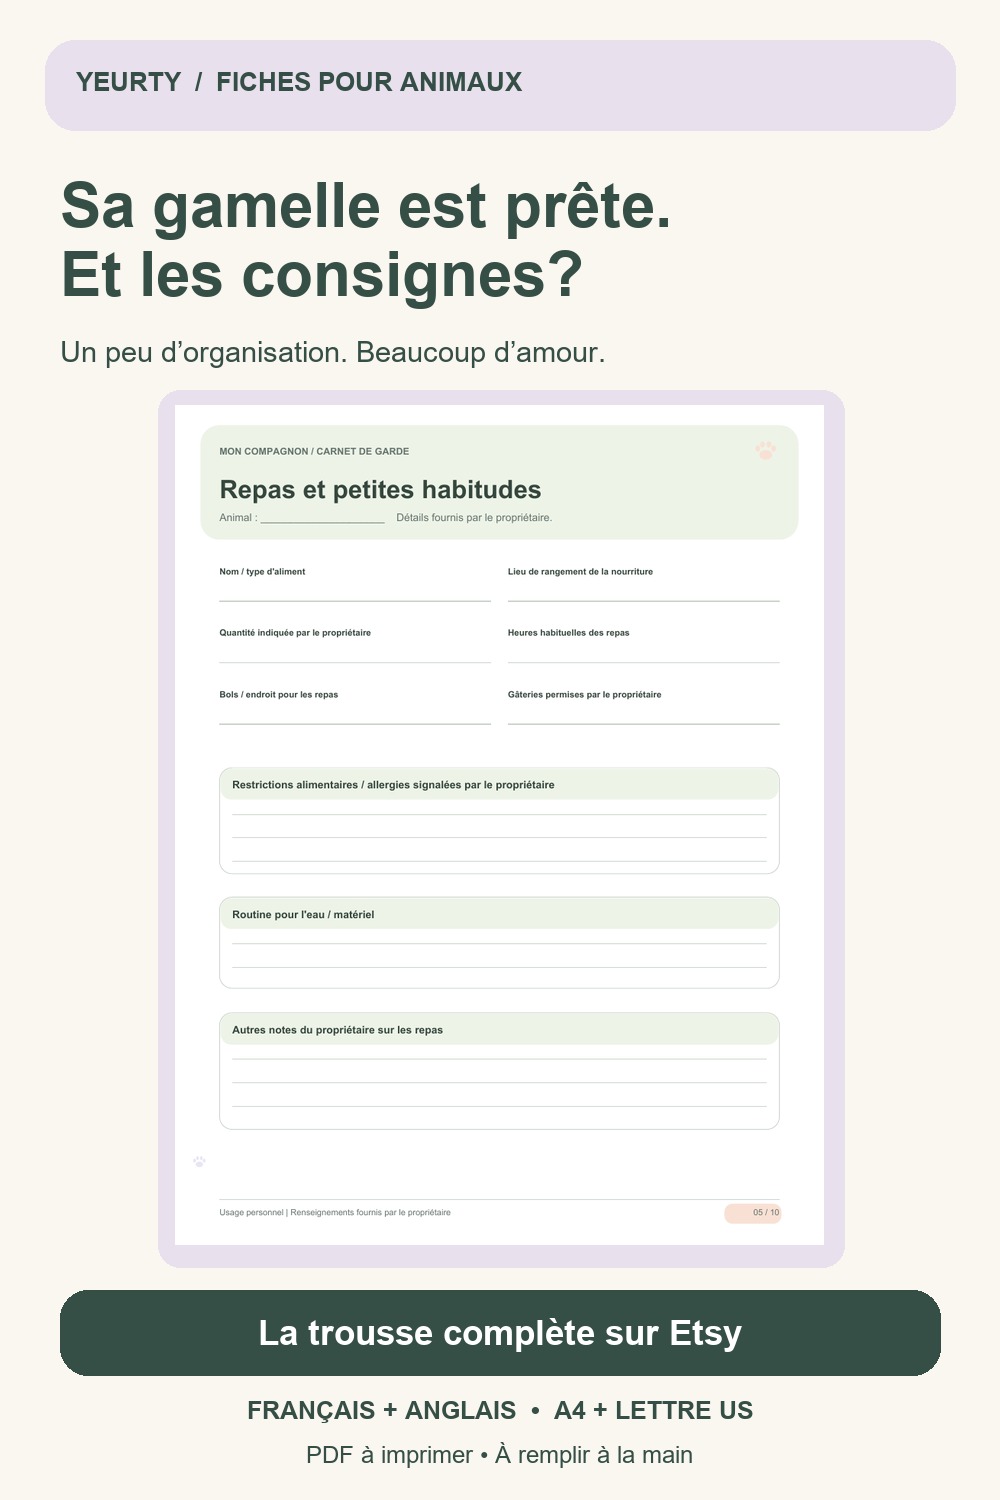 YEURTY / FICHES POUR ANIMAUX
Sa gamelle est prête.
Et les consignes?
Un peu d’organisation. Beaucoup d’amour.
MON COMPAGNON / CARNET DE GARDE
Repas et petites habitudes
Animal : ____________________ Détails fournis par le propriétaire.
Nom / type d'aliment
Lieu de rangement de la nourriture
Quantité indiquée par le propriétaire
Heures habituelles des repas
Bols / endroit pour les repas
Gâteries permises par le propriétaire
Restrictions alimentaires / allergies signalées par le propriétaire
Routine pour l'eau / matériel
Autres notes du propriétaire sur les repas
Usage personnel | Renseignements fournis par le propriétaire
05 / 10
La trousse complète sur Etsy
FRANÇAIS + ANGLAIS • A4 + LETTRE US
PDF à imprimer • À remplir à la main